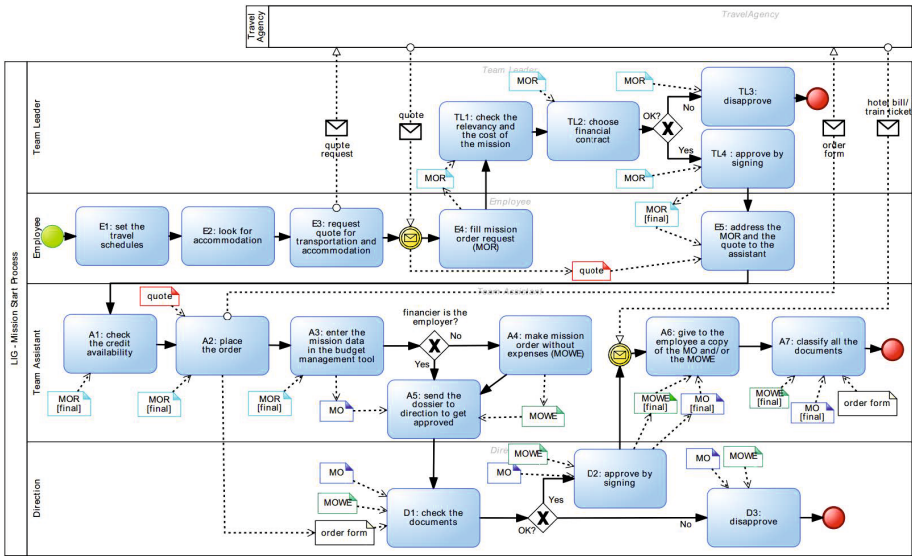 Travel
Agency
TravelAgency
LIG - Mission Start Process
Team Leader
Team Leader
MOR
quote
request
quote
TL1: check the
relevancy and
the cost of
the mission
TL2: choose
financial
contract
OK?
No
Yes
TL3:
disapprove
TL4 : approve by
signing
order
form
hotel bill/
train ticket
MOR
MOR
MOR
[final]
Employee
Employee
E1: set the
travel
schedules
E2: look for
accommodation
E3: request
quote for
transportation and
accommodation
E4: fill mission
order request
(MOR)
E5: address the
MOR and the
quote to the
assistant
quote
Team Assistant
Team Assistant
quote
A1: check
the credit
availability
A2: place
the order
A3: enter the
mission data
in the budget
management tool
financier is the
employer?
No
Yes
A4: make mission
order without
expenses (MOWE)
A5: send the
dossier to
direction to get
approved
A6: give to the
employee a copy
of the MO and/or
the MOWE
A7: classify all the
documents
MOR
[final]
MOR
[final]
MOR
[final]
MO
MOWE
MOWE
[final]
MO
[final]
MOWE
[final]
MO
[final]
order form
Direction
MO
MOWE
order form
D1: check the
documents
OK?
Yes
No
MOWE
MO
D2: approve by
signing
MO
MOWE
D3:
disapprove